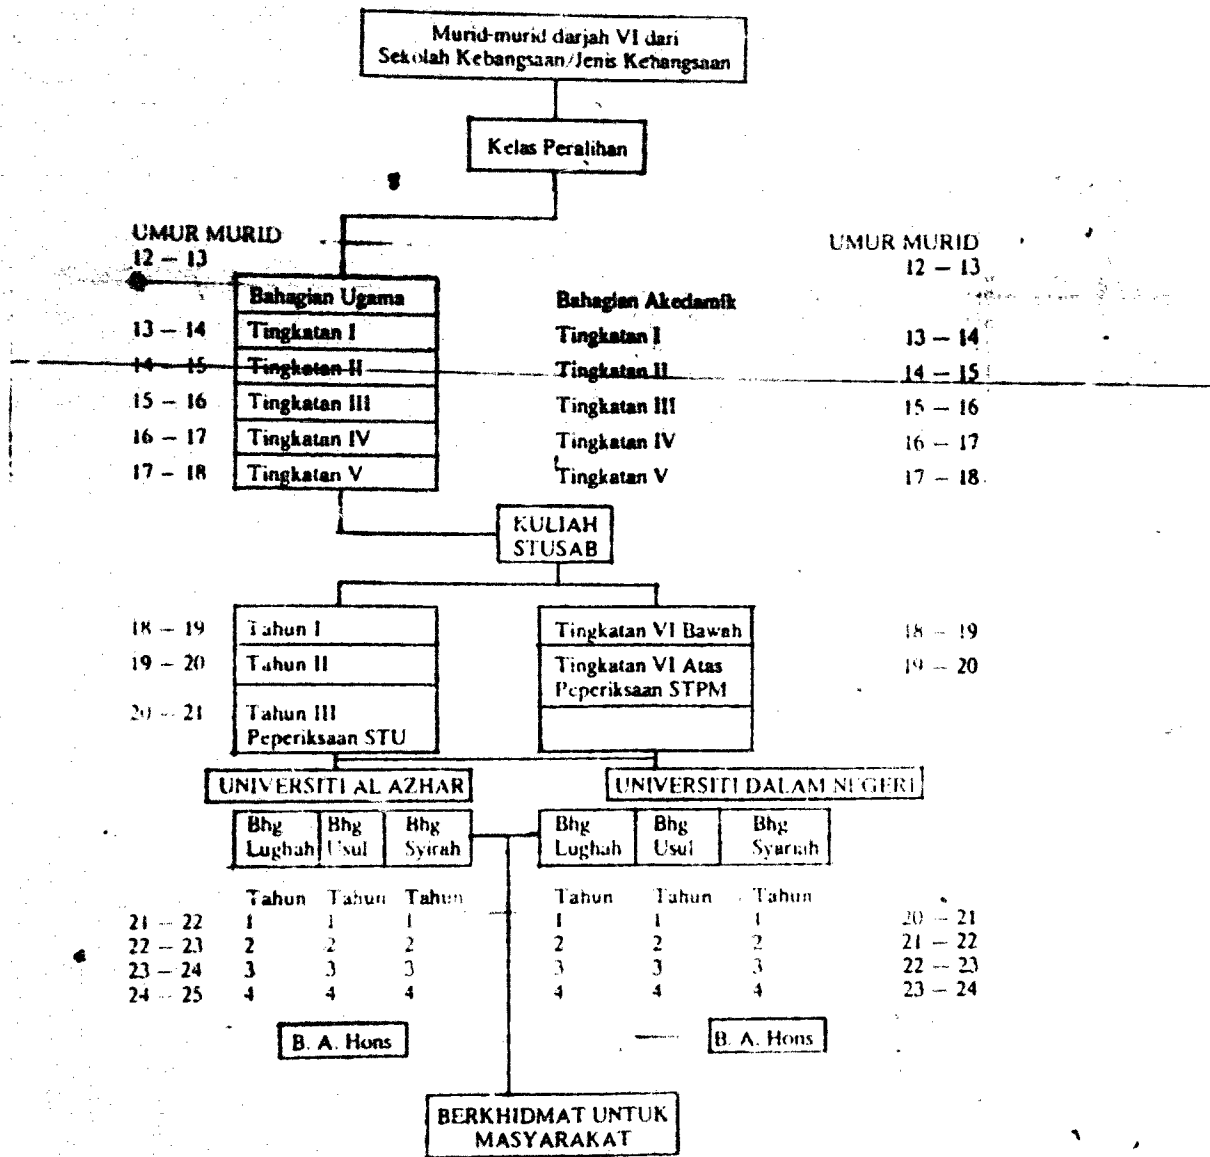 Murid-murid darjah VI dari
Sekolah Kebangsaan/Jenis Kebangsaan
Kelas Peralihan
UMUR MURID UMUR MURID
12 – 13 12 – 13
Bahagian Ugama Bahagian Akedamik
13 – 14 Tingkatan I Tingkatan I 13 – 14
14 – 15 Tingkatan II Tingkatan II 14 – 15
15 – 16 Tingkatan III Tingkatan III 15 – 16
16 – 17 Tingkatan IV Tingkatan IV 16 – 17
17 – 18 Tingkatan V Tingkatan V 17 – 18
KULIAH
STUSAB
18 – 19 Tahun I Tingkatan VI Bawah 18 – 19
19 – 20 Tahun II Tingkatan VI Atas 19 – 20
Peperiksaan STPM
20 – 21 Tahun III
Peperiksaan STU
UNIVERSITI AL AZHAR UNIVERSITI DALAM NEGERI
Bhg Bhg Bhg Bhg Bhg Bhg
Lughah Usul Syirah Lughah Usul Syariah
Tahun Tahun Tahun Tahun Tahun Tahun
21 – 22 1 1 1 1 1 1 20 – 21
22 – 23 2 2 2 2 2 2 21 – 22
23 – 24 3 3 3 3 3 3 22 – 23
24 – 25 4 4 4 4 4 4 23 – 24
B. A. Hons B. A. Hons
BERKHIDMAT UNTUK
MASYARAKAT